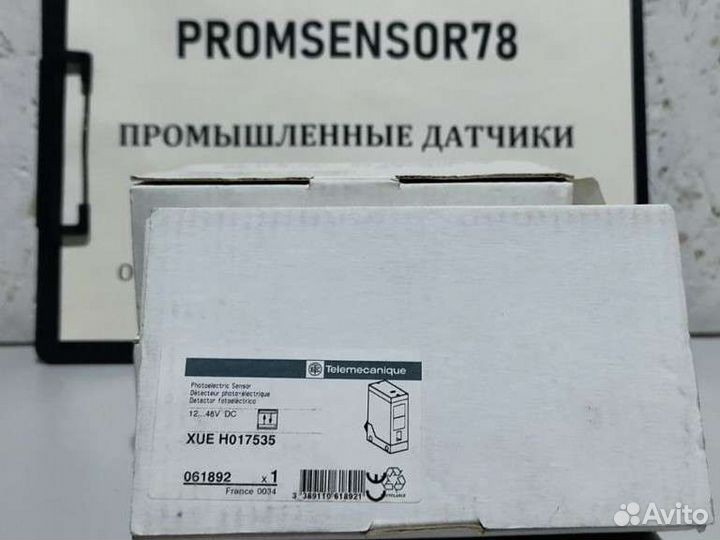 PROMSENSOR78
ПРОМЫШЛЕННЫЕ ДАТЧИКИ
Telemecanique
Photoelectric Sensor
Détecteur photo-électrique
Detector fotoeléctrico
12...48V DC
XUE H017535
061892 x 1
France 0034
3 389110 618921
Avito